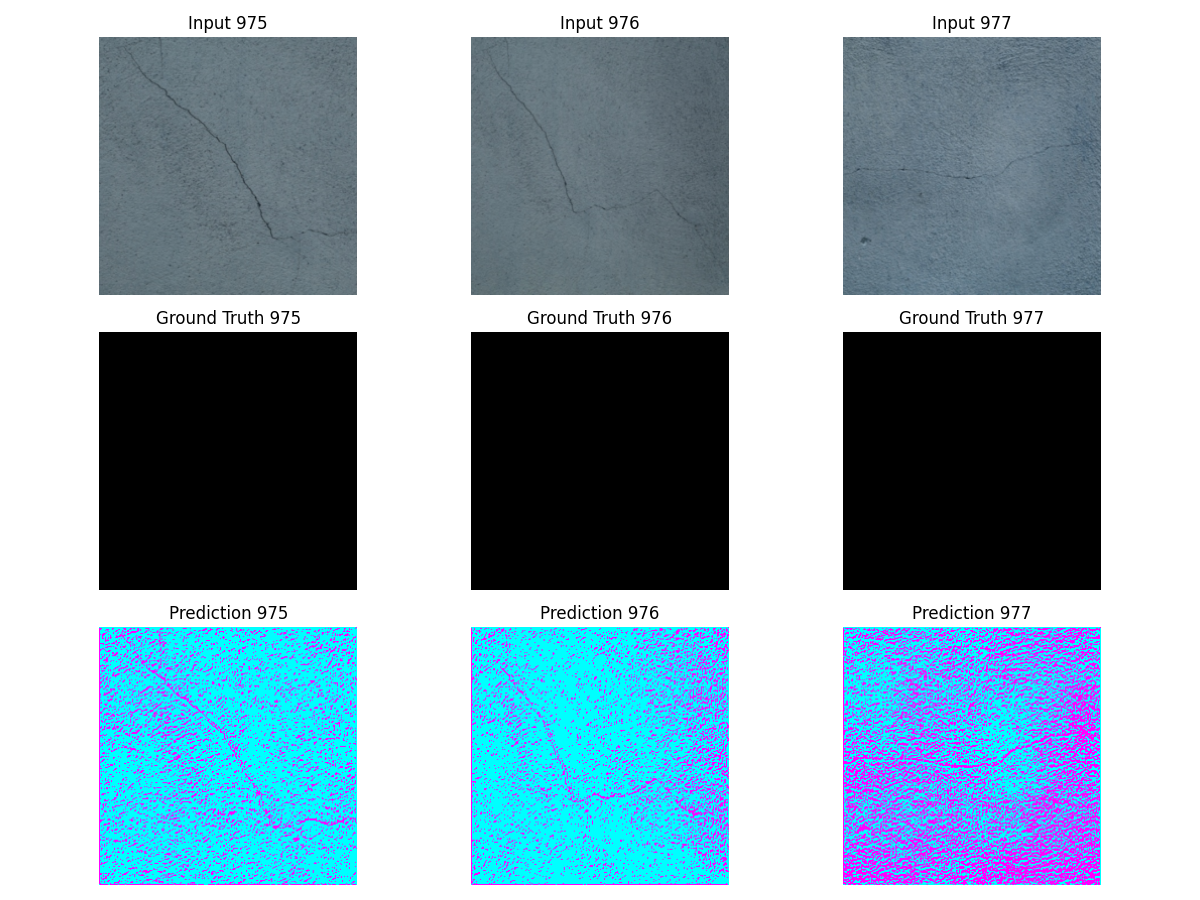 Input 975
Input 976
Input 977
Ground Truth 975
Ground Truth 976
Ground Truth 977
Prediction 975
Prediction 976
Prediction 977